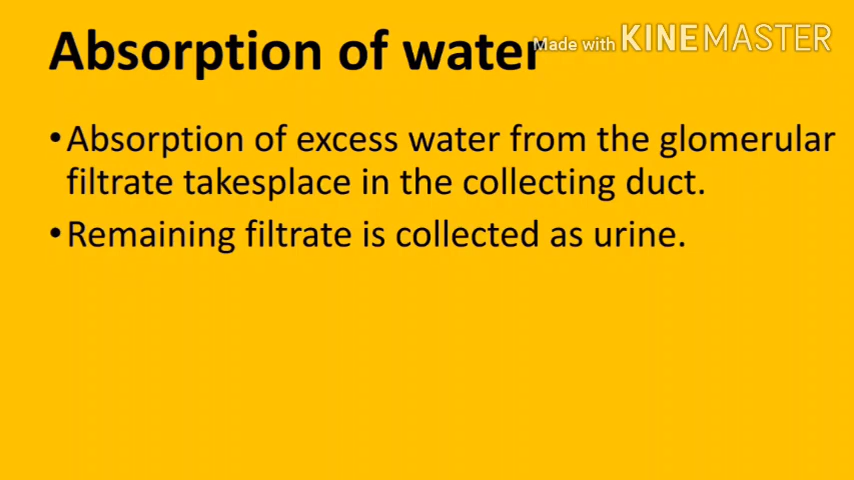 Absorption of water
Made with KINEMASTER
•Absorption of excess water from the glomerular
filtrate takesplace in the collecting duct.
•Remaining filtrate is collected as urine.